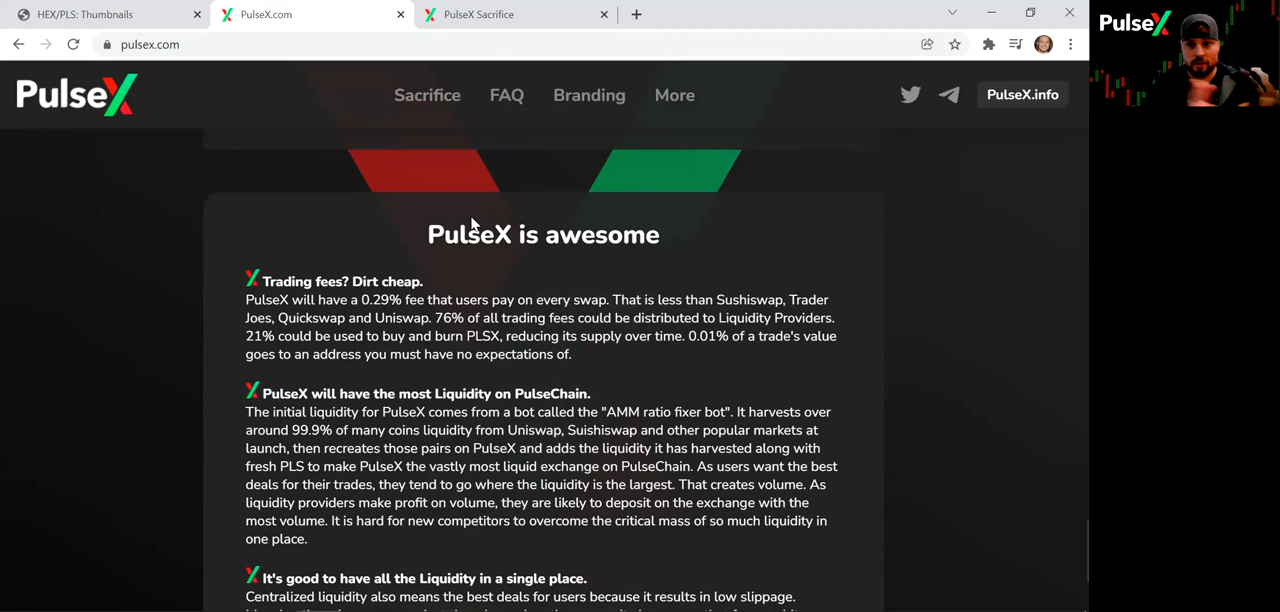 HEX/PLS: Thumbnails
PulseX.com
PulseX Sacrifice
pulsex.com
PulseX
PulseX
Sacrifice
FAQ
Branding
More
PulseX.info
PulseX is awesome
Trading fees? Dirt cheap.
PulseX will have a 0.29% fee that users pay on every swap. That is less than Sushiswap, Trader
Joes, Quickswap and Uniswap. 76% of all trading fees could be distributed to Liquidity Providers.
21% could be used to buy and burn PLSX, reducing its supply over time. 0.01% of a trade's value
goes to an address you must have no expectations of.
PulseX will have the most Liquidity on PulseChain.
The initial liquidity for PulseX comes from a bot called the "AMM ratio fixer bot". It harvests over
around 99.9% of many coins liquidity from Uniswap, Suishiswap and other popular markets at
launch, then recreates those pairs on PulseX and adds the liquidity it has harvested along with
fresh PLS to make PulseX the vastly most liquid exchange on PulseChain. As users want the best
deals for their trades, they tend to go where the liquidity is the largest. That creates volume. As
liquidity providers make profit on volume, they are likely to deposit on the exchange with the
most volume. It is hard for new competitors to overcome the critical mass of so much liquidity in
one place.
It's good to have all the Liquidity in a single place.
Centralized liquidity also means the best deals for users because it results in low slippage.